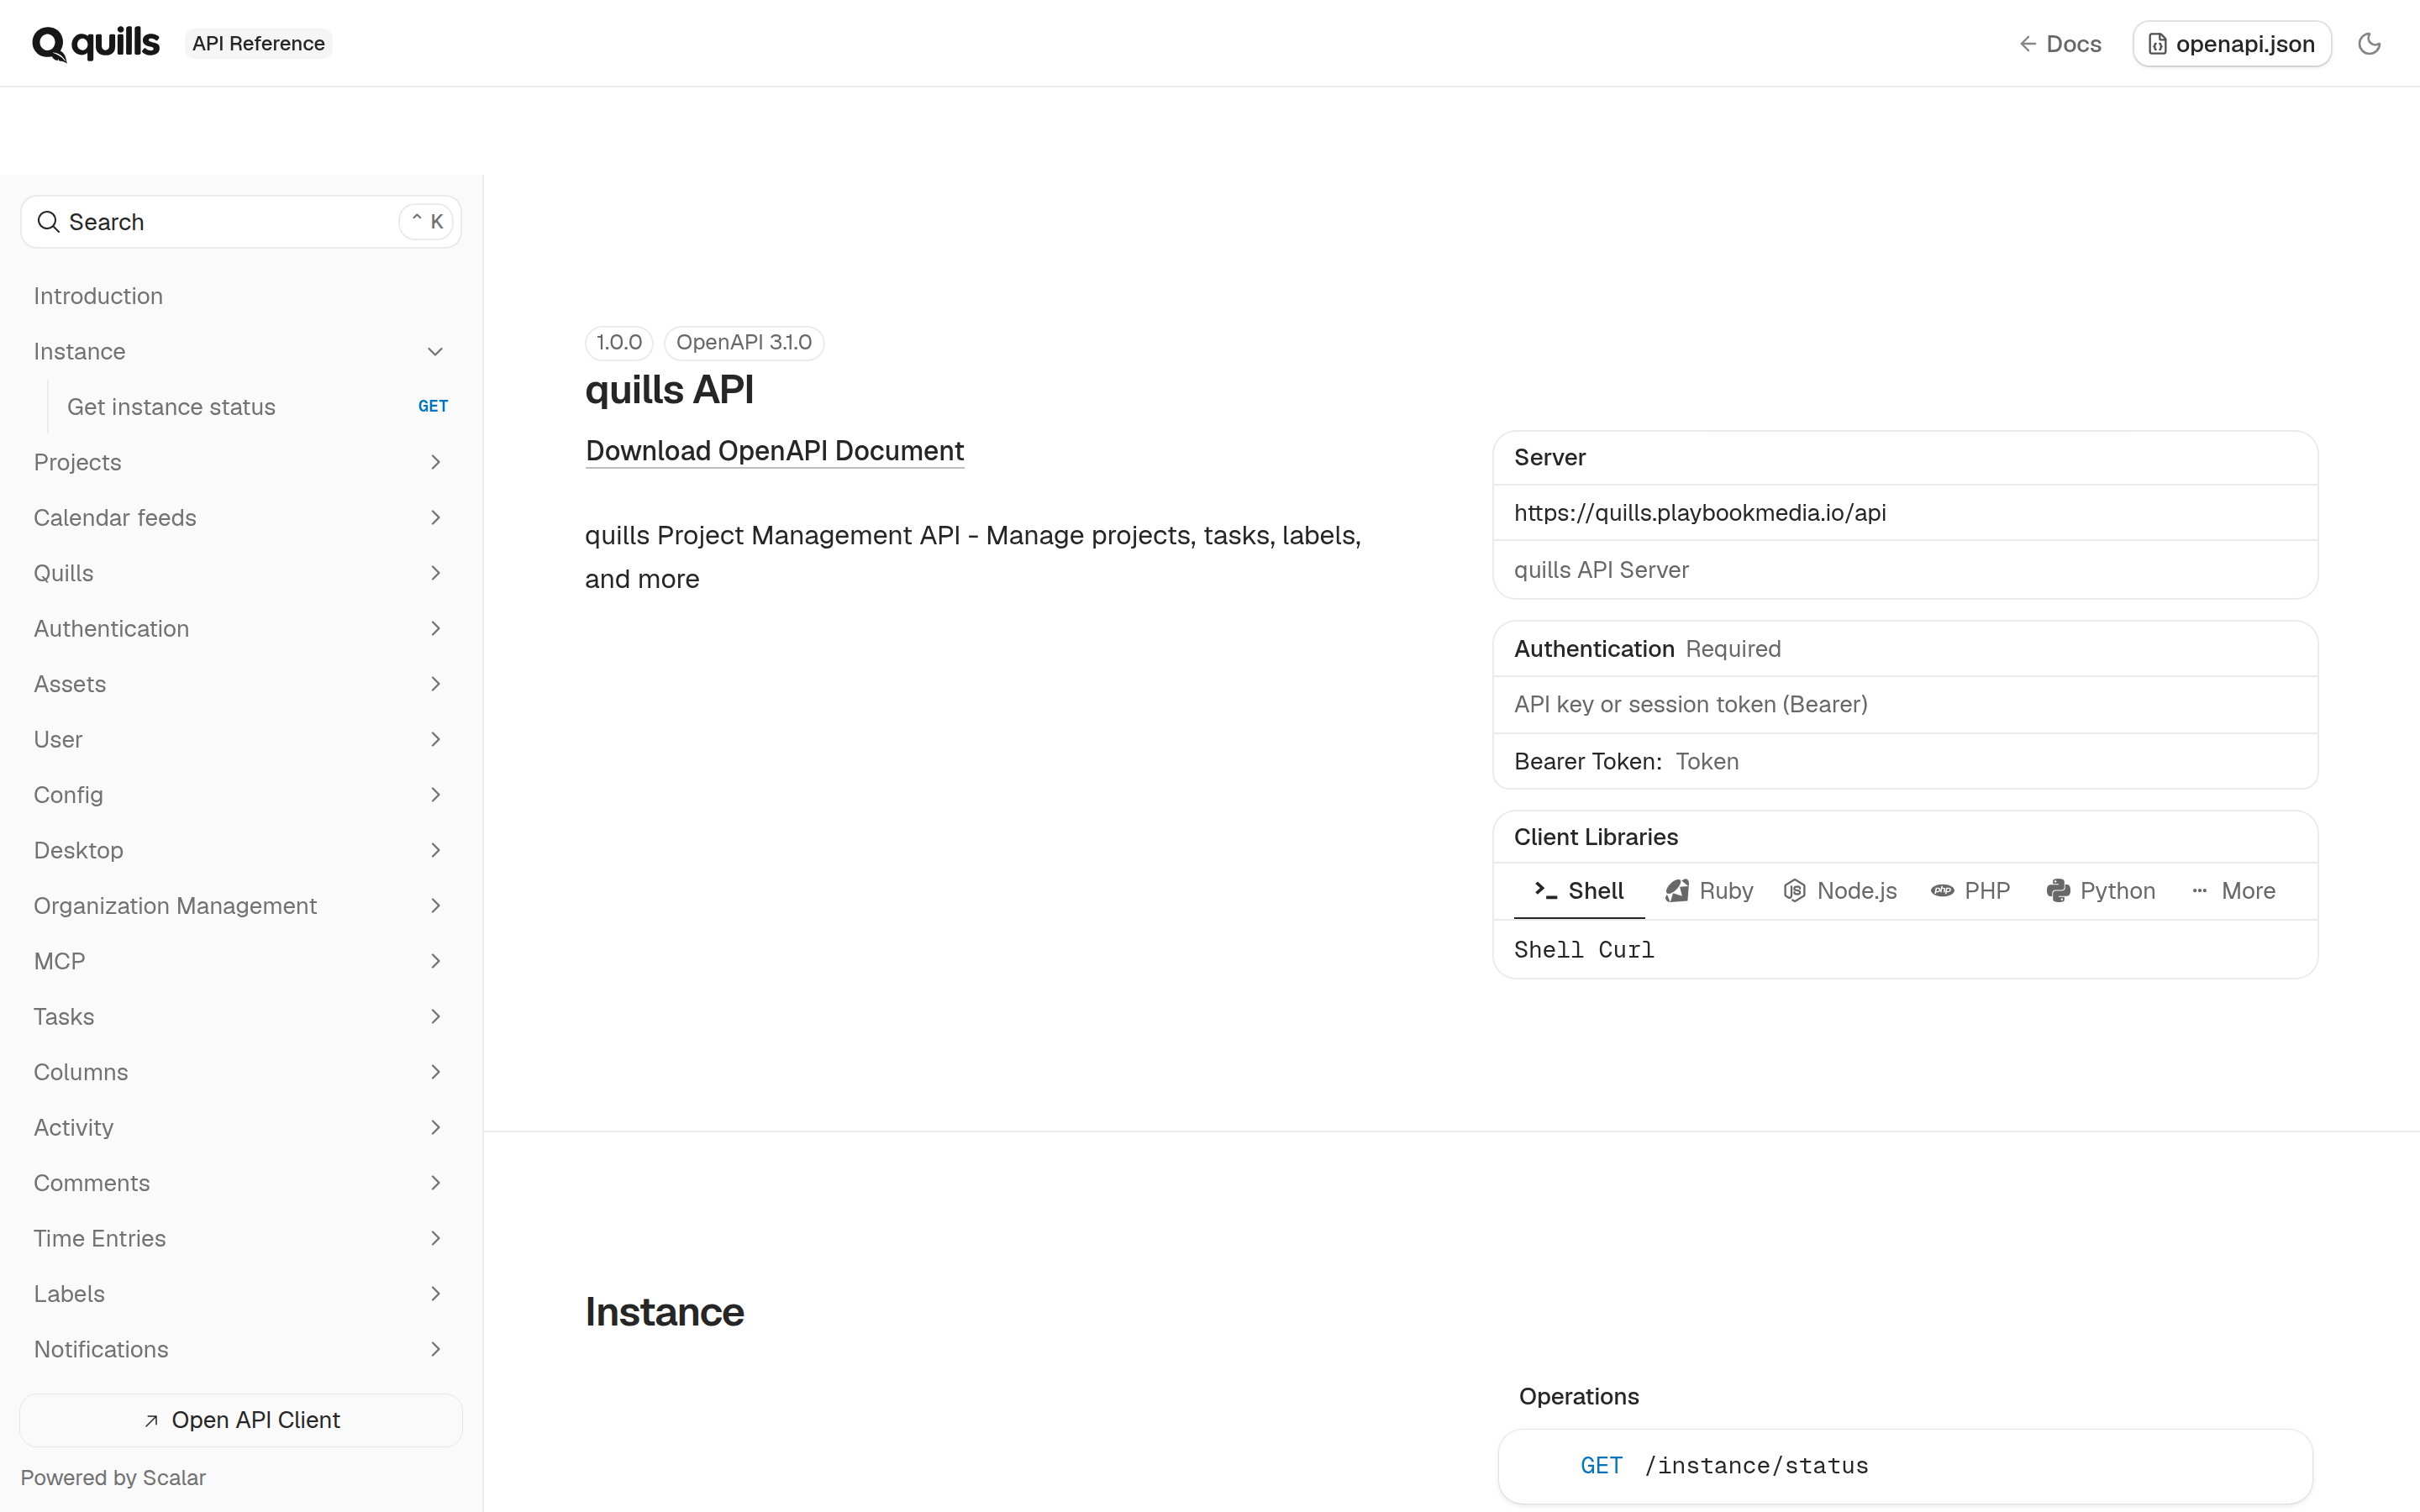 quills API Reference
Docs
openapi.json
Search ⌃ K
Introduction
Instance
Get instance status GET
Projects
Calendar feeds
Quills
Authentication
Assets
User
Config
Desktop
Organization Management
MCP
Tasks
Columns
Activity
Comments
Time Entries
Labels
Notifications
Open API Client
Powered by Scalar
1.0.0 OpenAPI 3.1.0
quills API
Download OpenAPI Document
quills Project Management API - Manage projects, tasks, labels,
and more
Server
https://quills.playbookmedia.io/api
quills API Server
Authentication Required
API key or session token (Bearer)
Bearer Token: Token
Client Libraries
Shell Ruby Node.js PHP Python More
Shell Curl
Instance
Operations
GET /instance/status